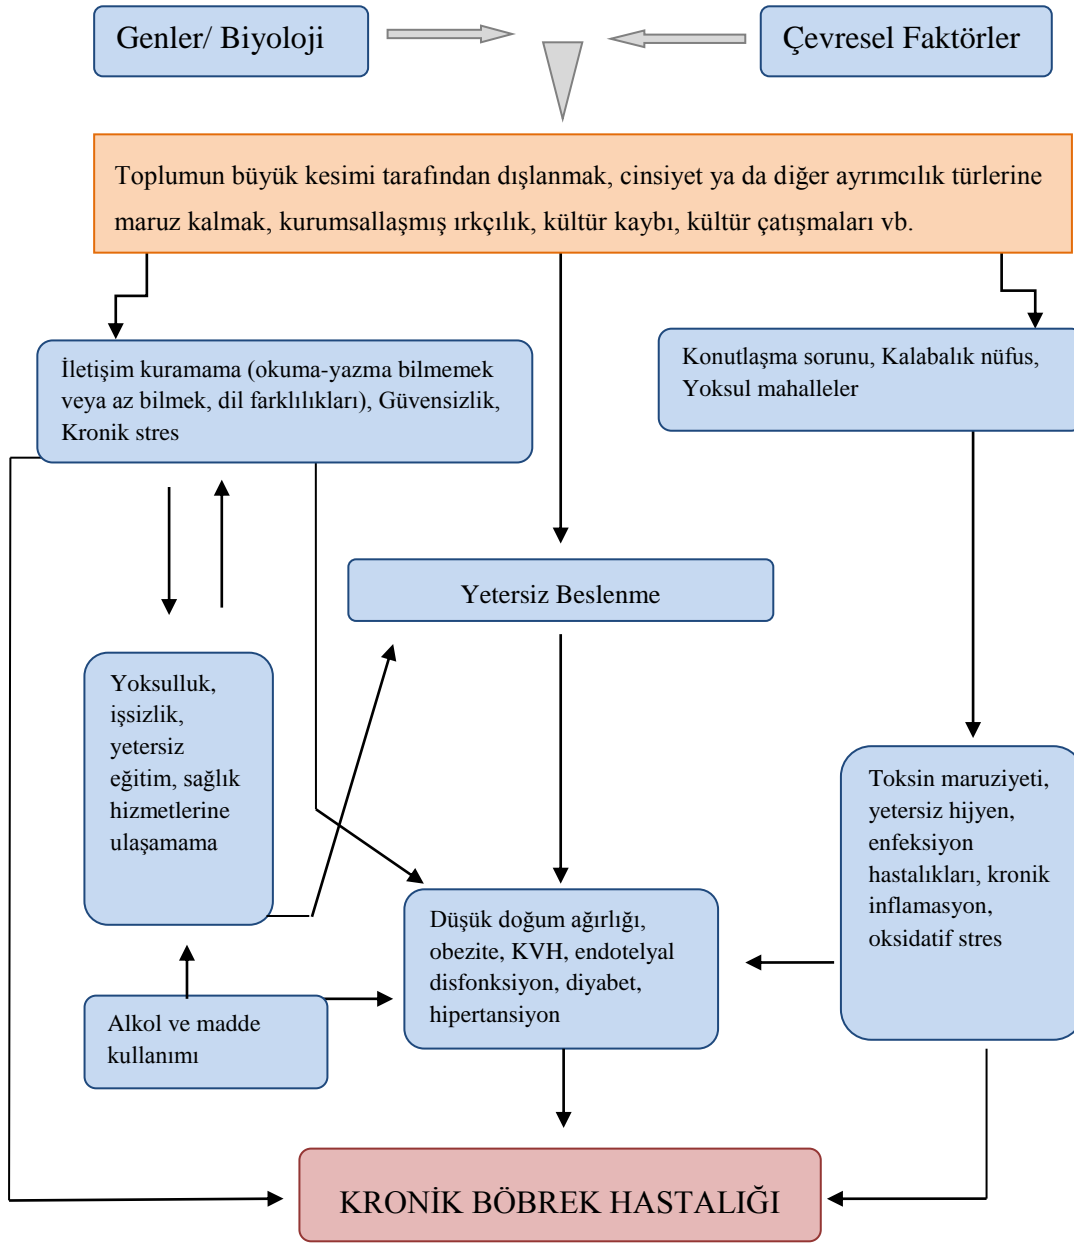 Genler/ Biyoloji
Çevresel Faktörler
Toplumun büyük kesimi tarafından dışlanmak, cinsiyet ya da diğer ayrımcılık türlerine
maruz kalmak, kurumsallaşmış ırkçılık, kültür kaybı, kültür çatışmaları vb.
İletişim kuramama (okuma-yazma bilmemek
veya az bilmek, dil farklılıkları), Güvensizlik,
Kronik stres
Konutlaşma sorunu, Kalabalık nüfus,
Yoksul mahalleler
Yetersiz Beslenme
Yoksulluk,
işsizlik,
yetersiz
eğitim, sağlık
hizmetlerine
ulaşamama
Toksin maruziyeti,
yetersiz hijyen,
enfeksiyon
hastalıkları, kronik
inflamasyon,
oksidatif stres
Düşük doğum ağırlığı,
obezite, KVH, endotelyal
disfonksiyon, diyabet,
hipertansiyon
Alkol ve madde
kullanımı
KRONİK BÖBREK HASTALIĞI